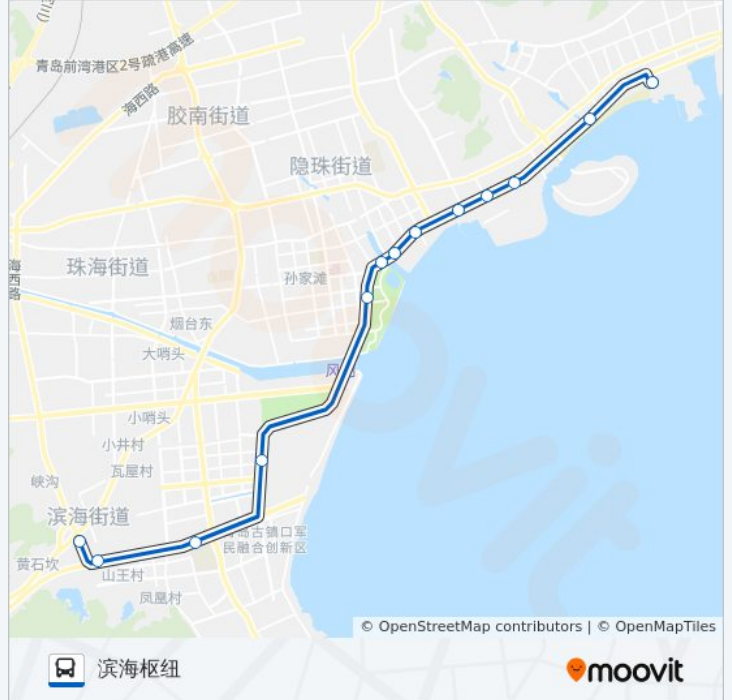 青岛前湾港区2号疏港高速
海西路
胶南街道
隐珠街道
海西路
珠海街道
孙家滩
烟台东
大哨头
风
小哨头
小井村
瓦屋村
峡沟
滨海街道
岛古镇口军
民融合创新区
黄石坎
山王村
凤凰村
© OpenStreetMap contributors | © OpenMapTiles
滨海枢纽
moovit